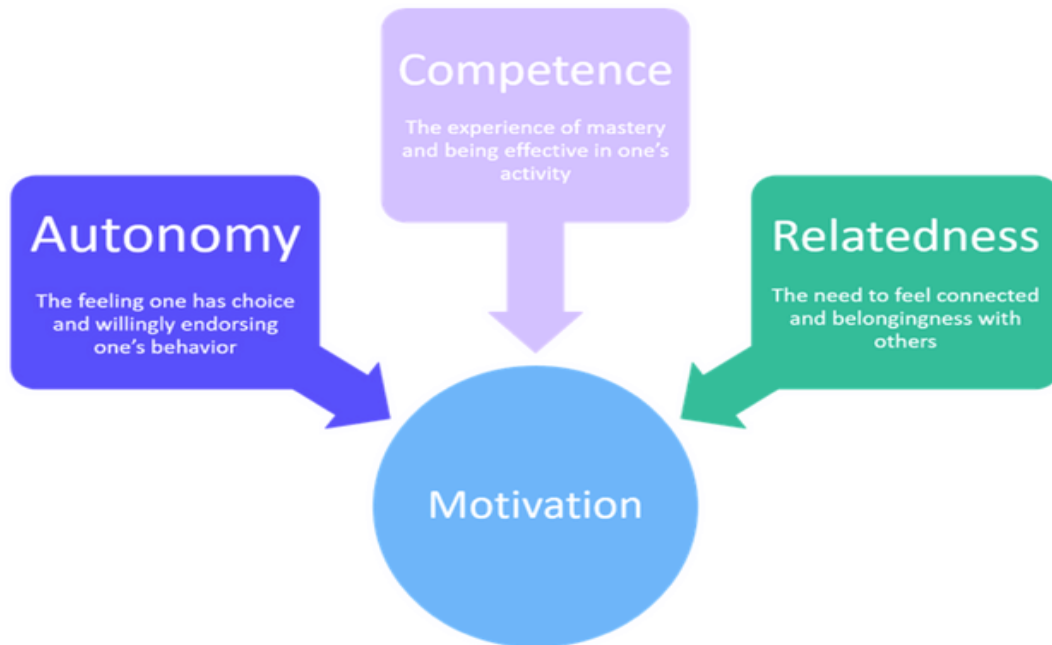 Competence
The experience of mastery
and being effective in one's
activity
Autonomy
The feeling one has choice
and willingly endorsing
one's behavior
Relatedness
The need to feel connected
and belongingness with
others
Motivation